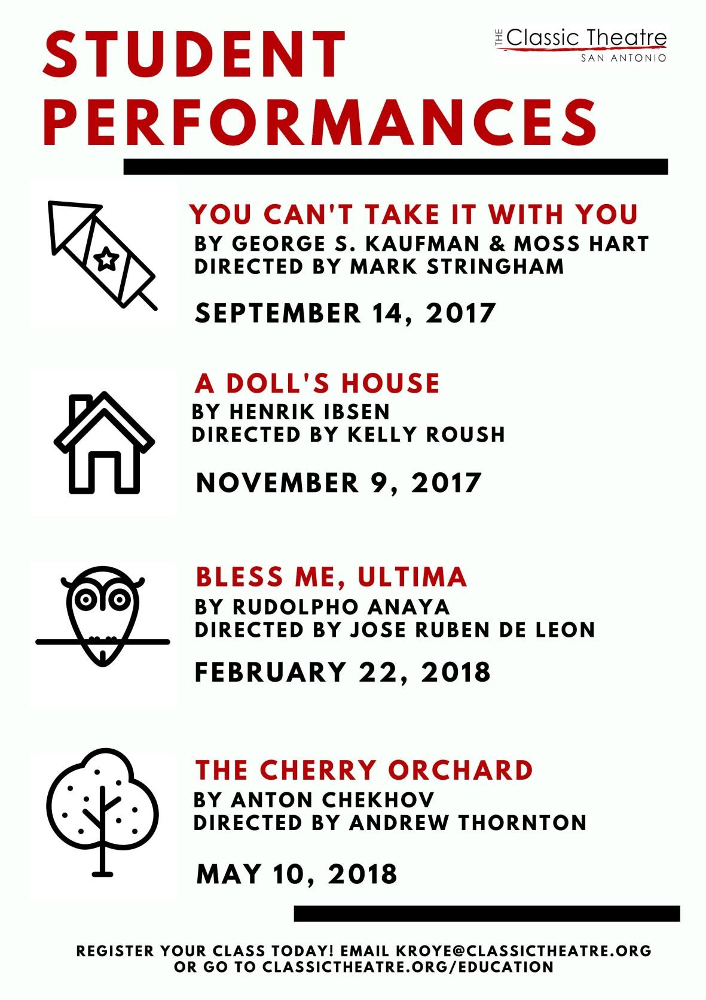 STUDENT
PERFORMANCES
THE Classic Theatre
SAN ANTONIO
YOU CAN'T TAKE IT WITH YOU
BY GEORGE S. KAUFMAN & MOSS HART
DIRECTED BY MARK STRINGHAM
SEPTEMBER 14, 2017
A DOLL'S HOUSE
BY HENRIK IBSEN
DIRECTED BY KELLY ROUSH
NOVEMBER 9, 2017
BLESS ME, ULTIMA
BY RUDOLPHO ANAYA
DIRECTED BY JOSE RUBEN DE LEON
FEBRUARY 22, 2018
THE CHERRY ORCHARD
BY ANTON CHEKHOV
DIRECTED BY ANDREW THORNTON
MAY 10, 2018
REGISTER YOUR CLASS TODAY! EMAIL KROYE@CLASSICTHEATRE.ORG
OR GO TO CLASSICTHEATRE.ORG/EDUCATION